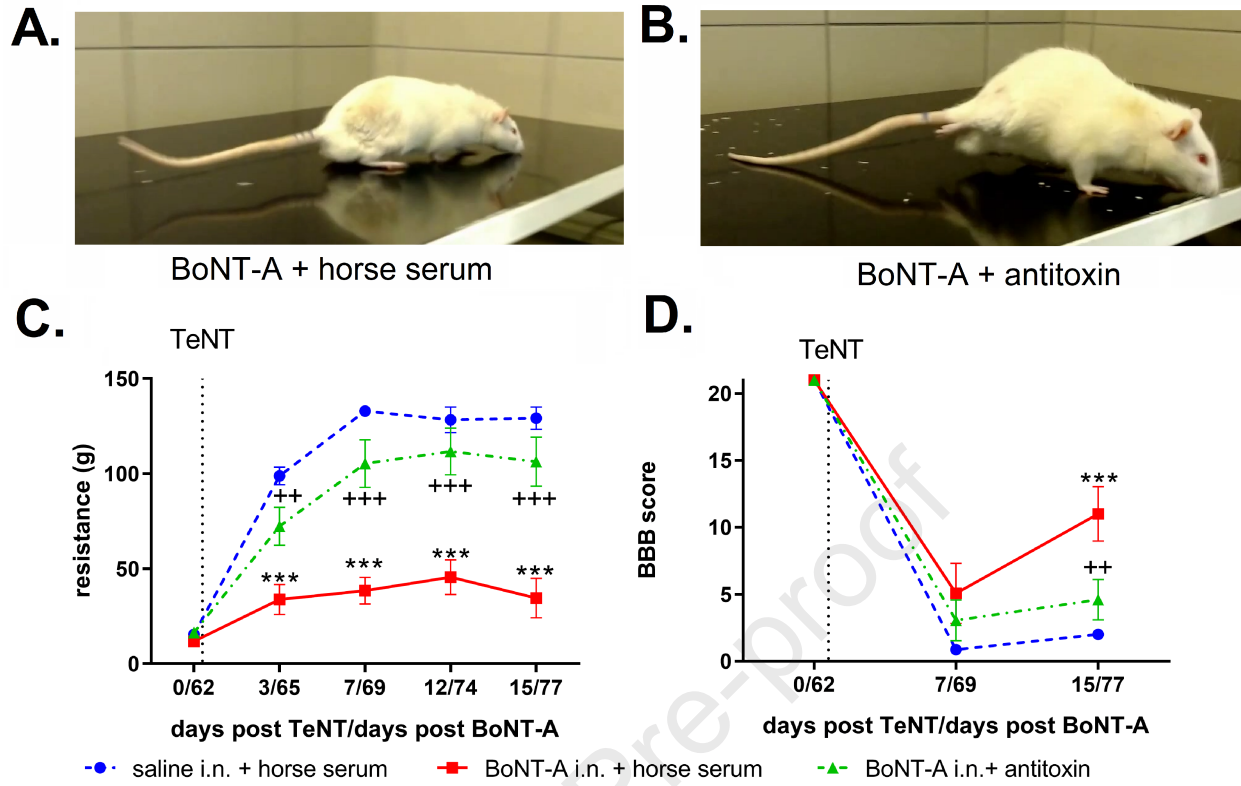 A.
B.
BoNT-A + horse serum
BoNT-A + antitoxin
C.
TeNT
150
100
50
0
resistance (g)
++
+++
+++
+++
***
***
***
***
0/62
3/65
7/69
12/74
15/77
days post TeNT/days post BoNT-A
D.
TeNT
20
15
10
5
0
BBB score
***
++
0/62
7/69
15/77
days post TeNT/days post BoNT-A
saline i.n. + horse serum
BoNT-A i.n. + horse serum
BoNT-A i.n.+ antitoxin
Pre-proof